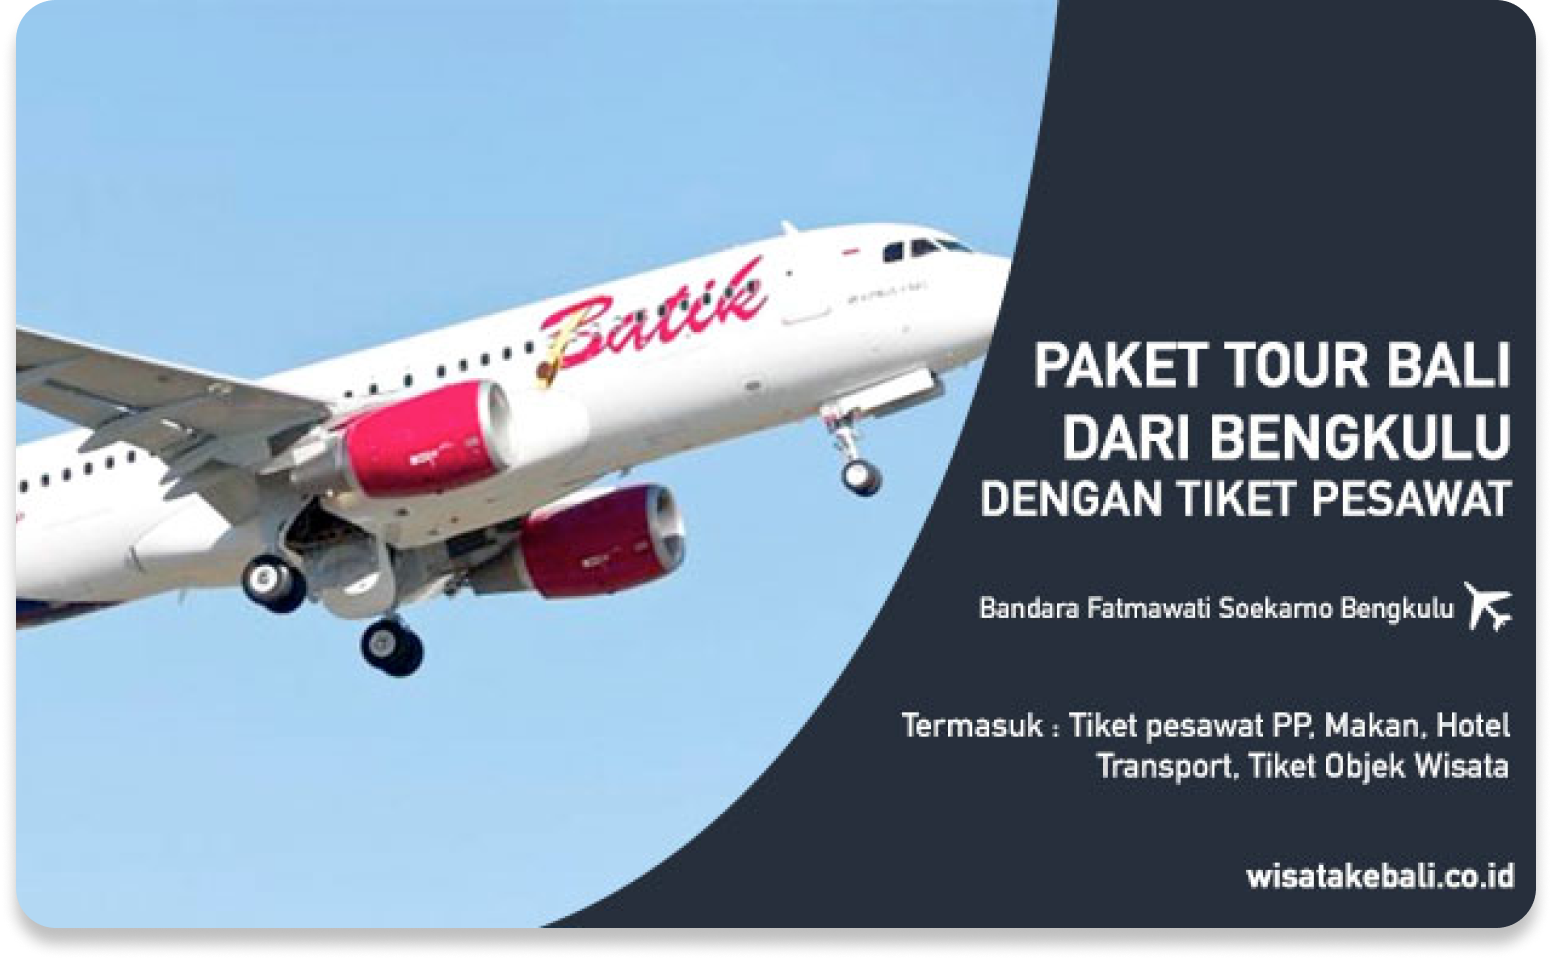 Batik
PAKET TOUR BALI
DARI BENGKULU
DENGAN TIKET PESAWAT
Bandara Fatmawati Soekarno Bengkulu
Termasuk : Tiket pesawat PP, Makan, Hotel
Transport, Tiket Objek Wisata
wisatakebali.co.id